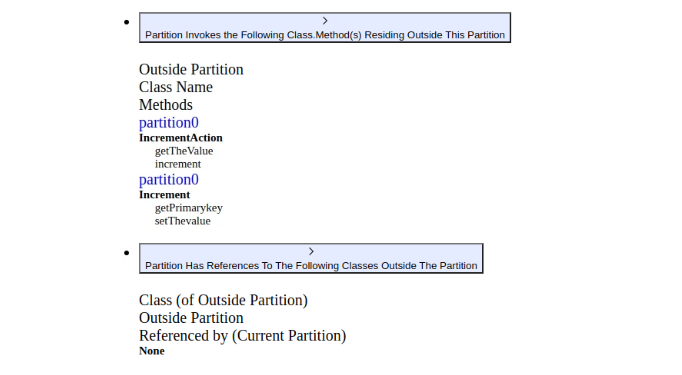 Partition Invokes the Following Class.Method(s) Residing Outside This Partition
Outside Partition
Class Name
Methods
partition0
IncrementAction
getTheValue
increment
partition0
Increment
getPrimarykey
setThevalue
Partition Has References To The Following Classes Outside The Partition
Class (of Outside Partition)
Outside Partition
Referenced by (Current Partition)
None